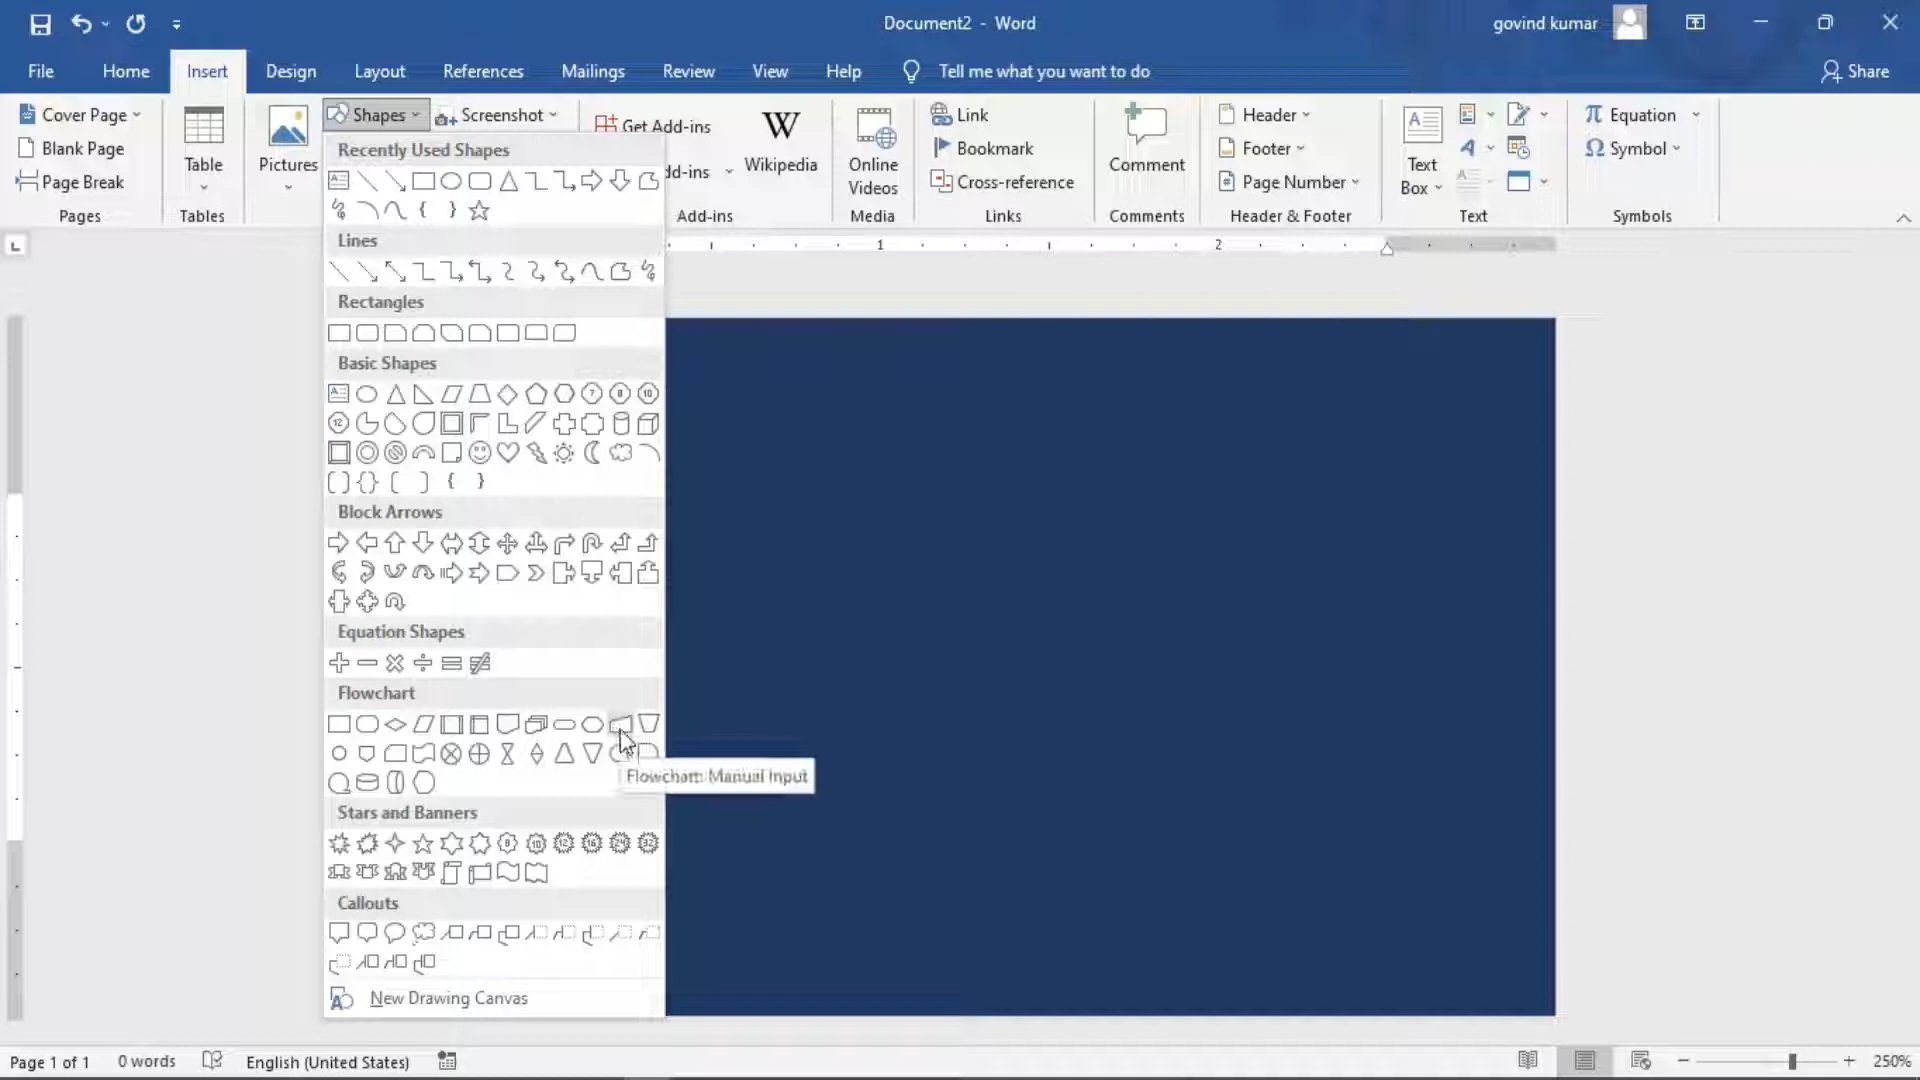 Document2 - Word
govind kumar
File Home Insert Design Layout References Mailings Review View Help Tell me what you want to do Share
Cover Page
Blank Page
Page Break
Pages
Table
Tables
Pictures
Shapes
Screenshot
Get Add-ins
dd-ins
Add-ins
Wikipedia
Online
Videos
Media
Link
Bookmark
Cross-reference
Links
Comment
Comments
Header
Footer
Page Number
Header & Footer
Text
Box
Text
Equation
Symbol
Symbols
1 2
Recently Used Shapes
Lines
Rectangles
Basic Shapes
Block Arrows
Equation Shapes
Flowchart
Flowchart: Manual Input
Stars and Banners
Callouts
New Drawing Canvas
Page 1 of 1 0 words English (United States) 250%